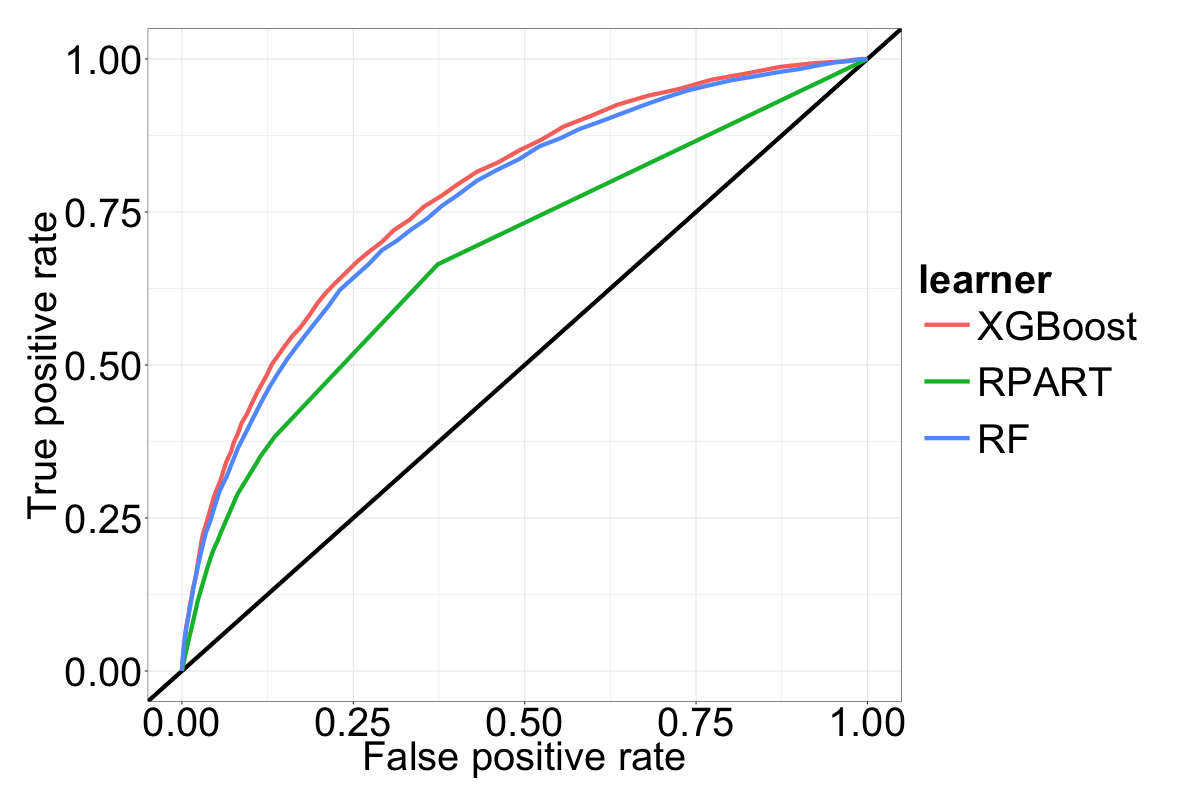 1.00
0.75
0.50
0.25
0.00
True positive rate
0.00 0.25 0.50 0.75 1.00
False positive rate
learner
XGBoost
RPART
RF